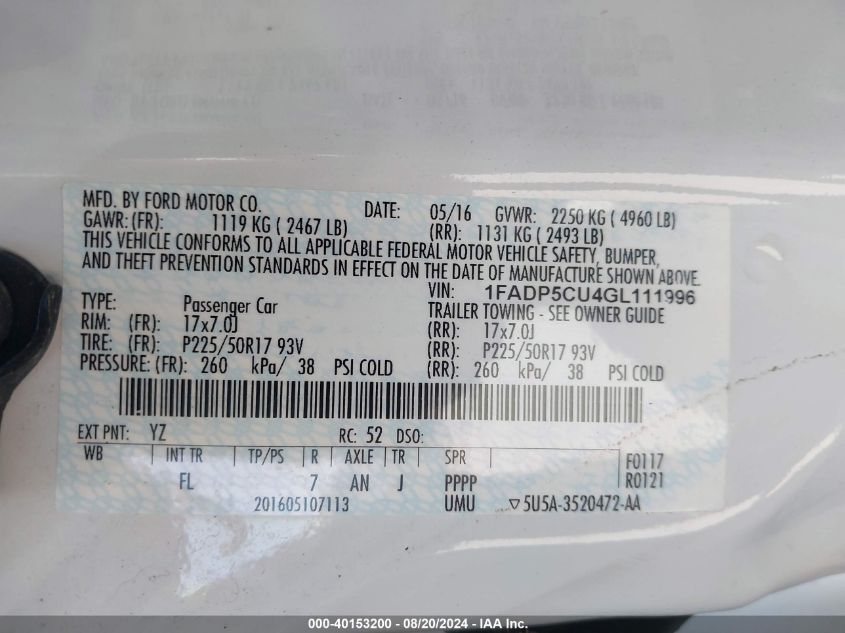 MFD. BY FORD MOTOR CO. DATE: 05/16 GVWR: 2250 KG ( 4960 LB)
GAWR: (FR): 1119 KG ( 2467 LB) (RR): 1131 KG ( 2493 LB)
THIS VEHICLE CONFORMS TO ALL APPLICABLE FEDERAL MOTOR VEHICLE SAFETY, BUMPER,
AND THEFT PREVENTION STANDARDS IN EFFECT ON THE DATE OF MANUFACTURE SHOWN ABOVE.
VIN: 1FADP5CU4GL111996
TYPE: Passenger Car TRAILER TOWING - SEE OWNER GUIDE
RIM: (FR): 17x7.0J (RR): 17x7.0J
TIRE: (FR): P225/50R17 93V (RR): P225/50R17 93V
PRESSURE: (FR): 260 kPa/ 38 PSI COLD (RR): 260 kPa/ 38 PSI COLD
EXT PNT: YZ RC: 52 DSO:
WB INT TR TP/PS R AXLE TR SPR F0117
FL 7 AN J PPPP R0121
201605107113 UMU ▽5U5A-3520472-AA
000-40153200 - 08/20/2024 - IAA Inc.